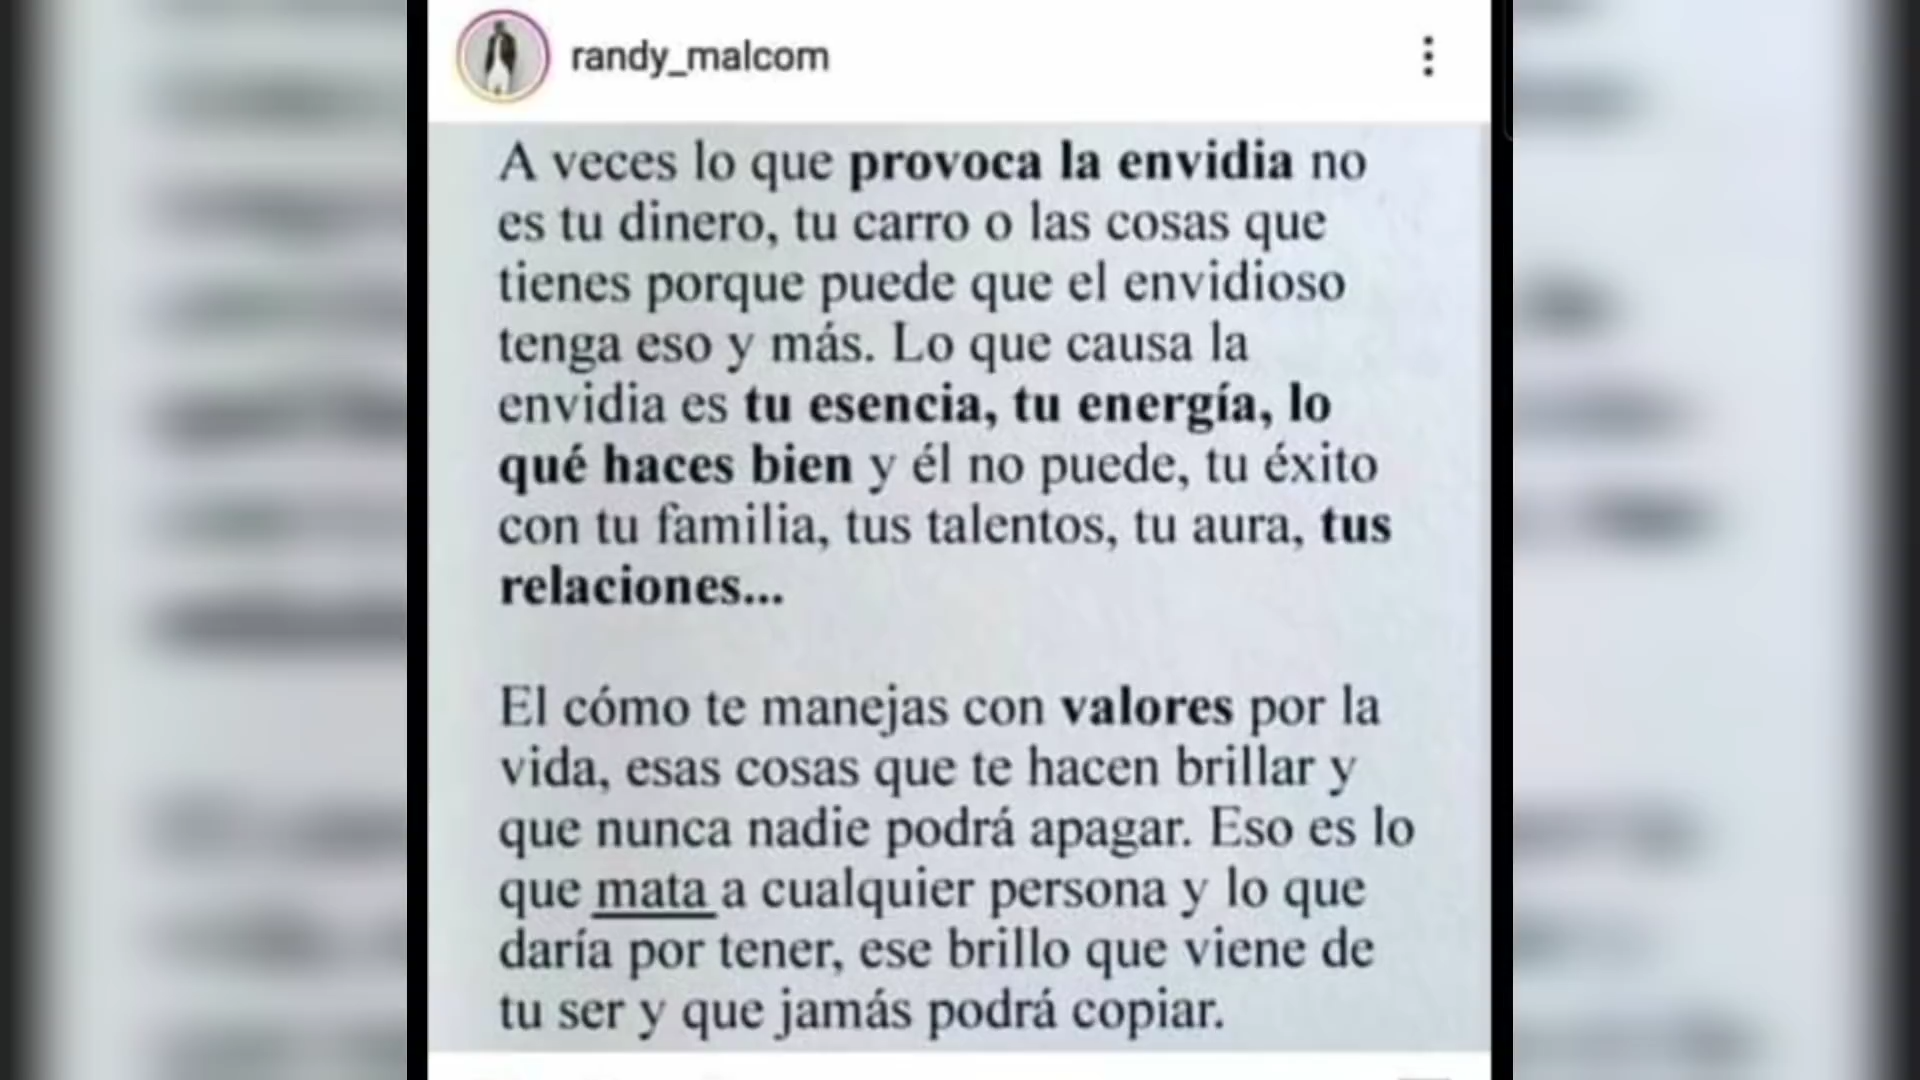 randy_malcom
A veces lo que provoca la envidia no
es tu dinero, tu carro o las cosas que
tienes porque puede que el envidioso
tenga eso y más. Lo que causa la
envidia es tu esencia, tu energía, lo
qué haces bien y él no puede, tu éxito
con tu familia, tus talentos, tu aura, tus
relaciones...
El cómo te manejas con valores por la
vida, esas cosas que te hacen brillar y
que nunca nadie podrá apagar. Eso es lo
que mata a cualquier persona y lo que
daría por tener, ese brillo que viene de
tu ser y que jamás podrá copiar.